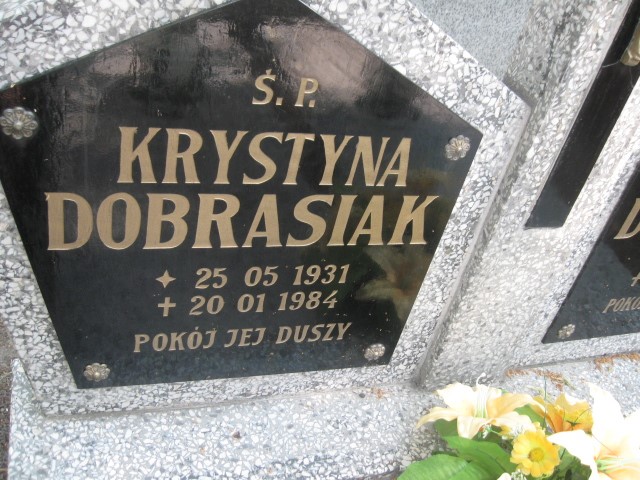 Ś. P.
KRYSTYNA
DOBRASIAK
✦ 25 05 1931
✝ 20 01 1984
POKÓJ JEJ DUSZY